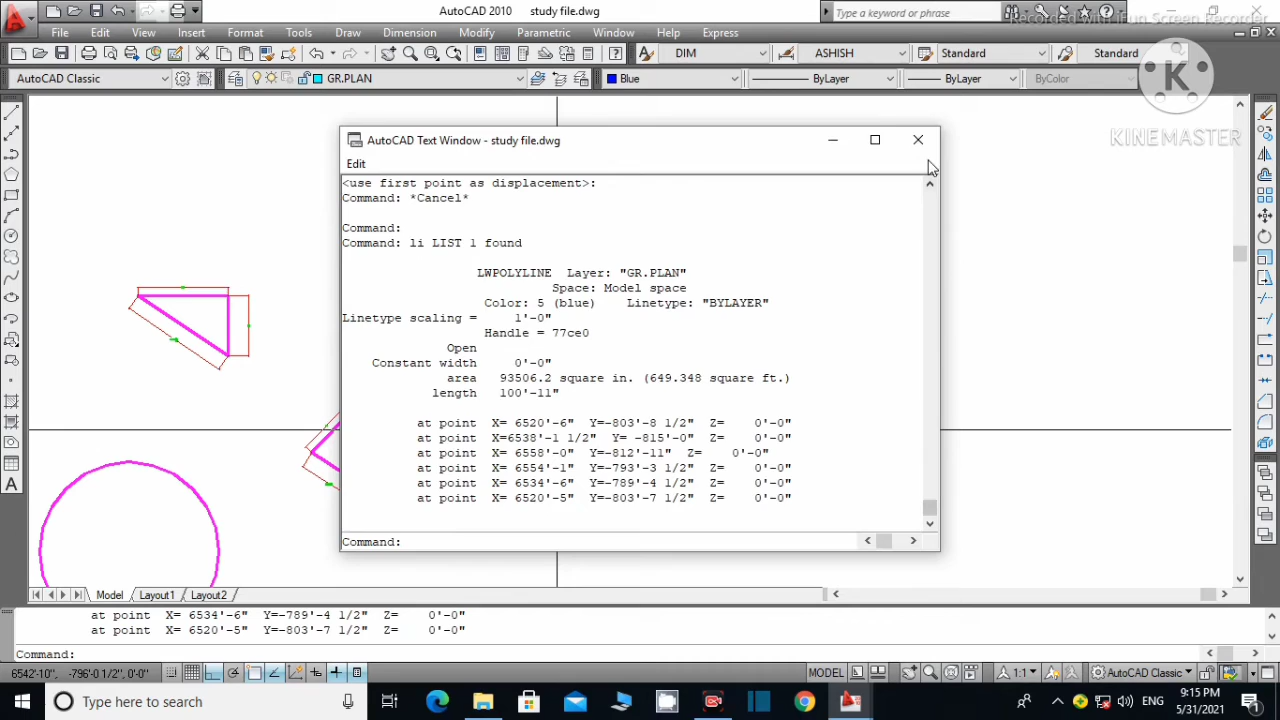 AutoCAD 2010 study file.dwg
Type a keyword or phrase
File Edit View Insert Format Tools Draw Dimension Modify Parametric Window Help Express
DIM ASHISH Standard Standard
AutoCAD Classic GR.PLAN Blue ByLayer ByLayer ByColor
K
KINEMASTER
AutoCAD Text Window - study file.dwg
Edit
<use first point as displacement>:
Command: *Cancel*
Command:
Command: li LIST 1 found
LWPOLYLINE Layer: "GR.PLAN"
Space: Model space
Color: 5 (blue) Linetype: "BYLAYER"
Linetype scaling = 1'-0"
Handle = 77ce0
Open
Constant width 0'-0"
area 93506.2 square in. (649.348 square ft.)
length 100'-11"
at point X= 6520'-6" Y=-803'-8 1/2" Z= 0'-0"
at point X=6538'-1 1/2" Y= -815'-0" Z= 0'-0"
at point X= 6558'-0" Y=-812'-11" Z= 0'-0"
at point X= 6554'-1" Y=-793'-3 1/2" Z= 0'-0"
at point X= 6534'-6" Y=-789'-4 1/2" Z= 0'-0"
at point X= 6520'-5" Y=-803'-7 1/2" Z= 0'-0"
Command:
A
Model Layout1 Layout2
at point X= 6534'-6" Y=-789'-4 1/2" Z= 0'-0"
at point X= 6520'-5" Y=-803'-7 1/2" Z= 0'-0"
Command:
6542'-10", -796'-0 1/2", 0'-0" MODEL 1:1 AutoCAD Classic
Type here to search ENG 9:15 PM
5/31/2021